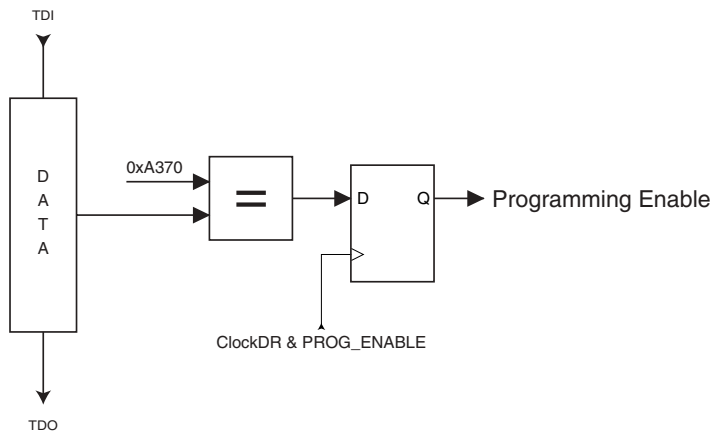 TDI
D
A
T
A
0xA370
=
D
Q
Programming Enable
ClockDR & PROG_ENABLE
TDO